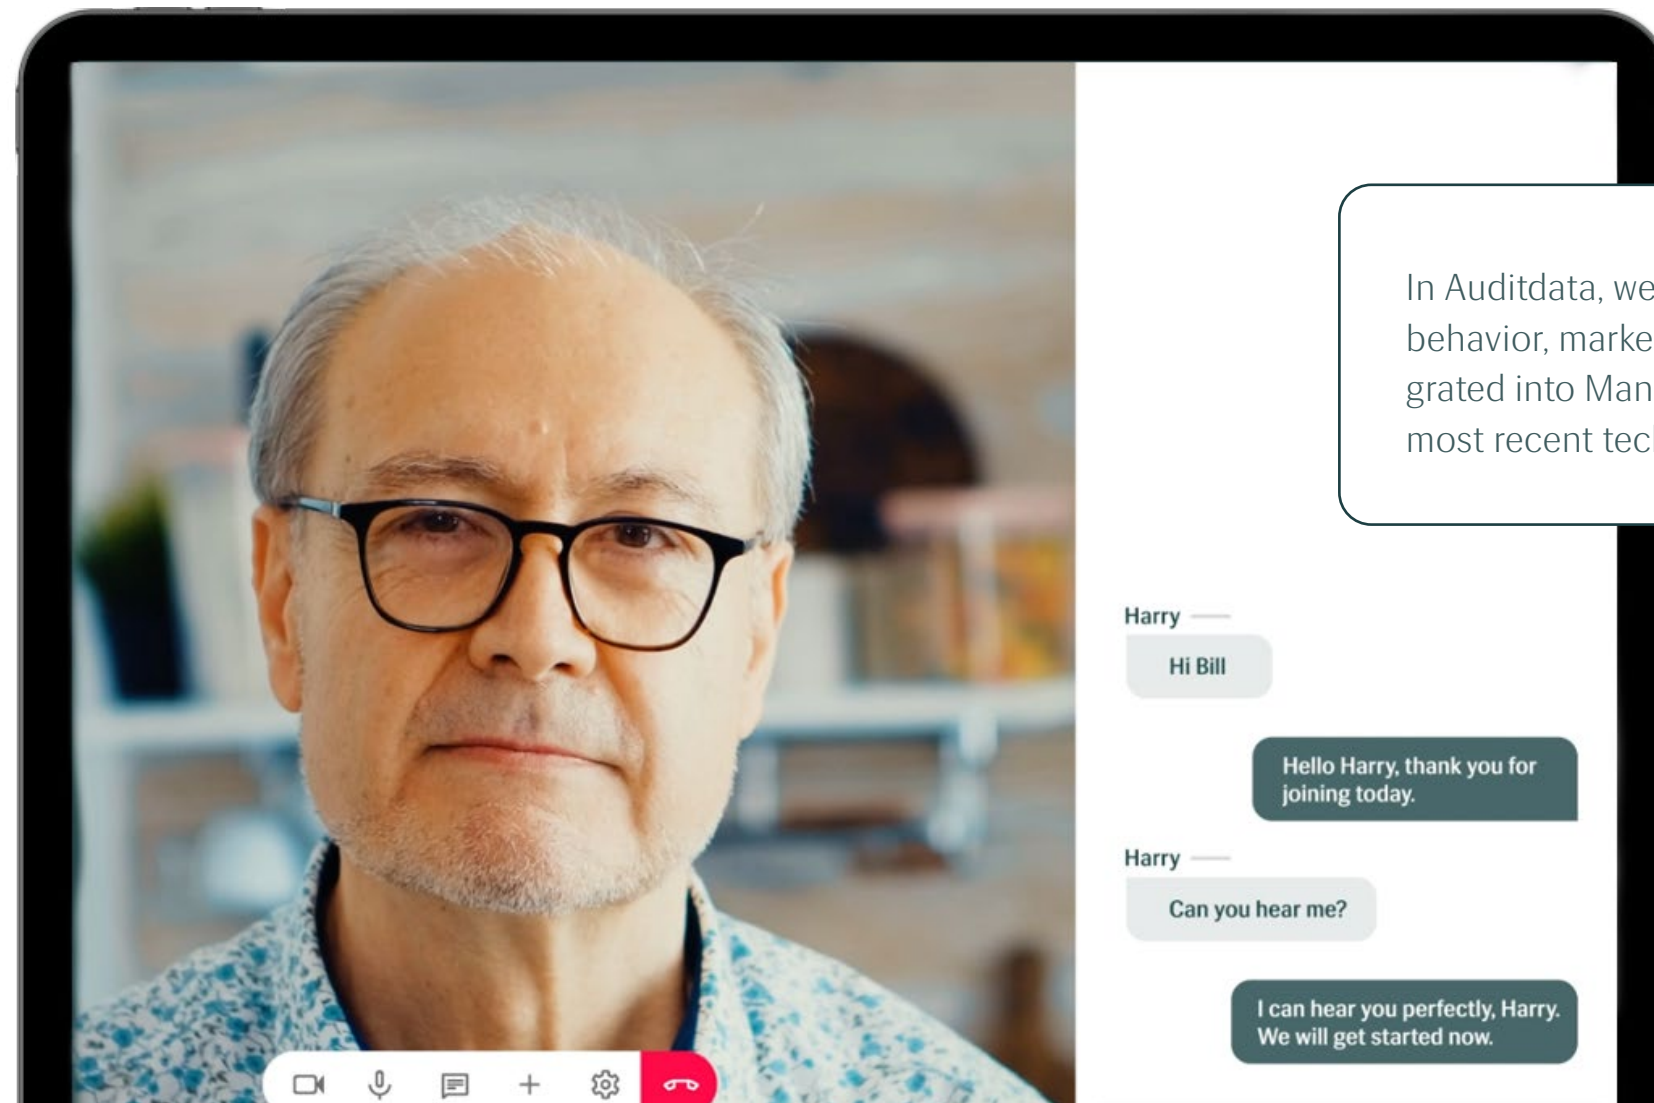 In Auditdata, we
behavior, marke
grated into Man
most recent tec
Harry
Hi Bill
Hello Harry, thank you for
joining today.
Harry
Can you hear me?
I can hear you perfectly, Harry.
We will get started now.